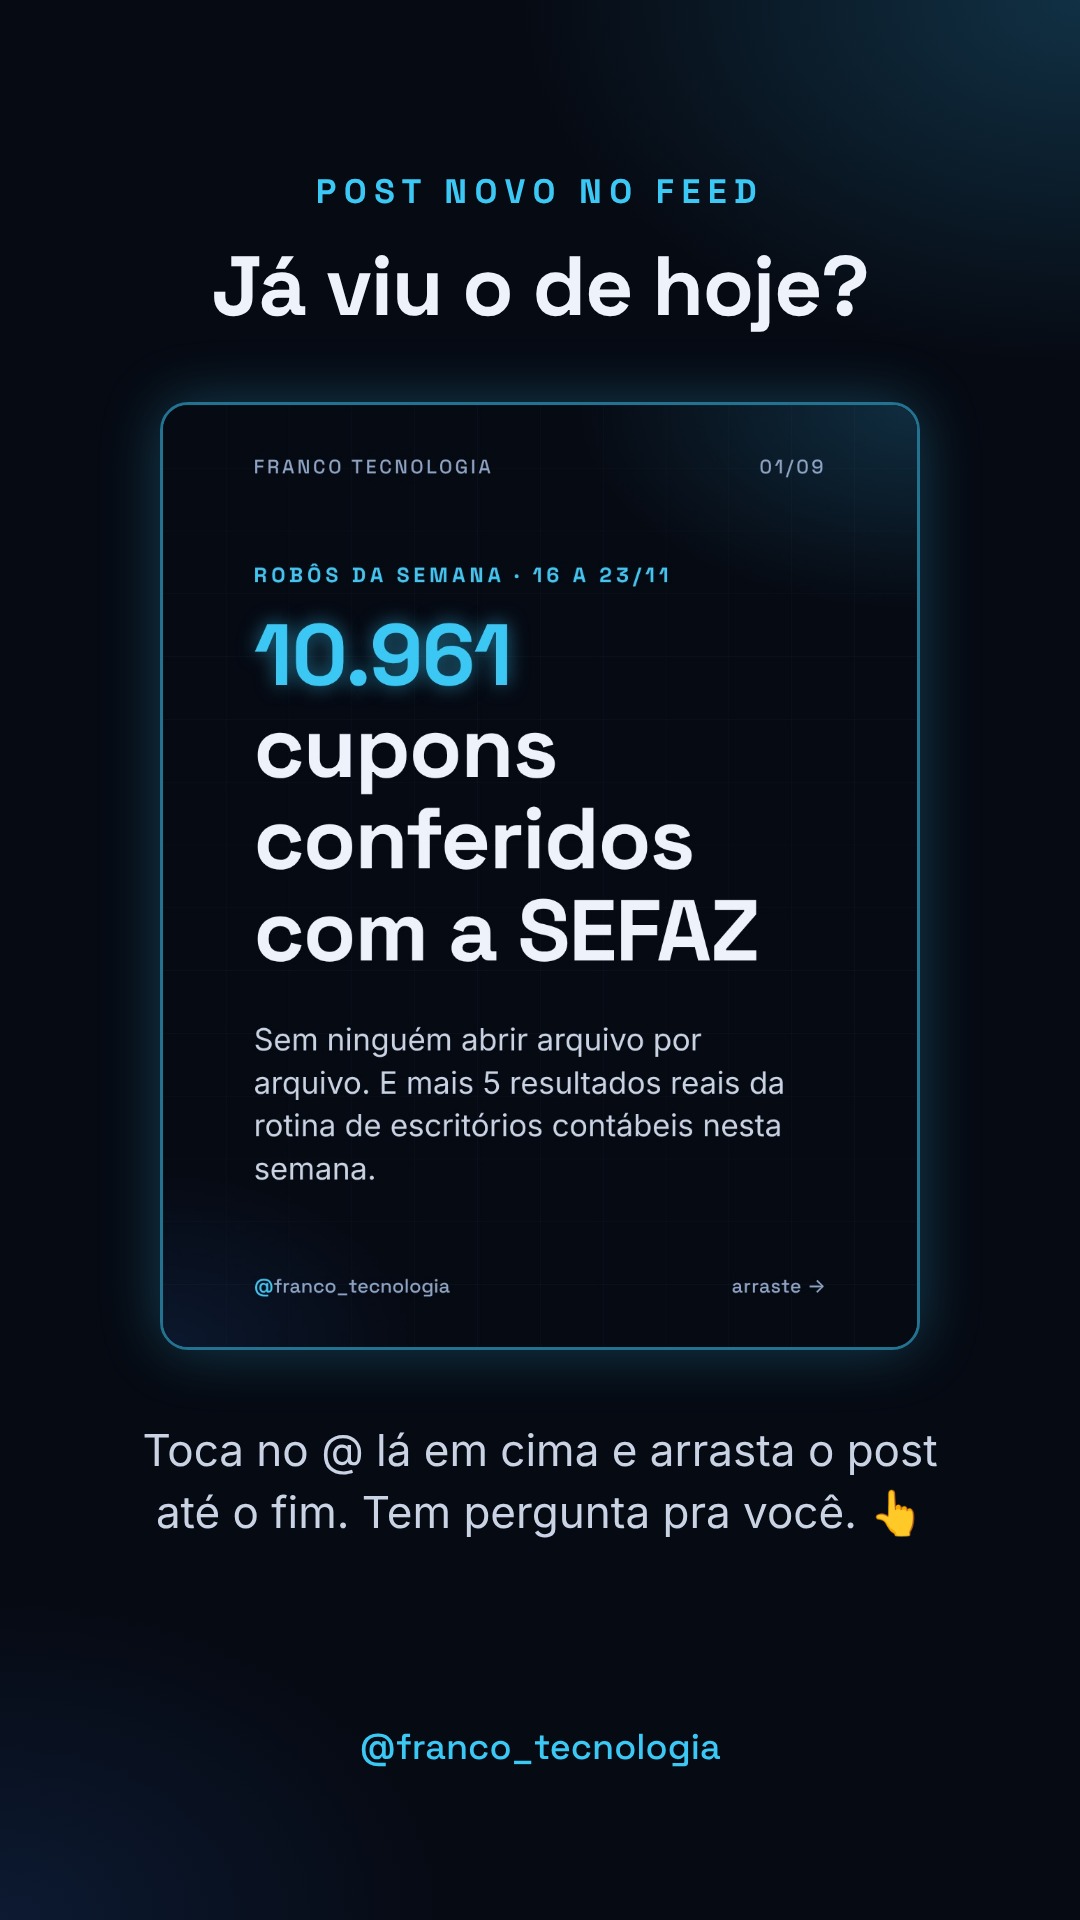 POST NOVO NO FEED
Já viu o de hoje?
FRANCO TECNOLOGIA 01/09
ROBÔS DA SEMANA · 16 A 23/11
10.961
cupons
conferidos
com a SEFAZ
Sem ninguém abrir arquivo por
arquivo. E mais 5 resultados reais da
rotina de escritórios contábeis nesta
semana.
@franco_tecnologia arraste →
Toca no @ lá em cima e arrasta o post
até o fim. Tem pergunta pra você. 👆
@franco_tecnologia